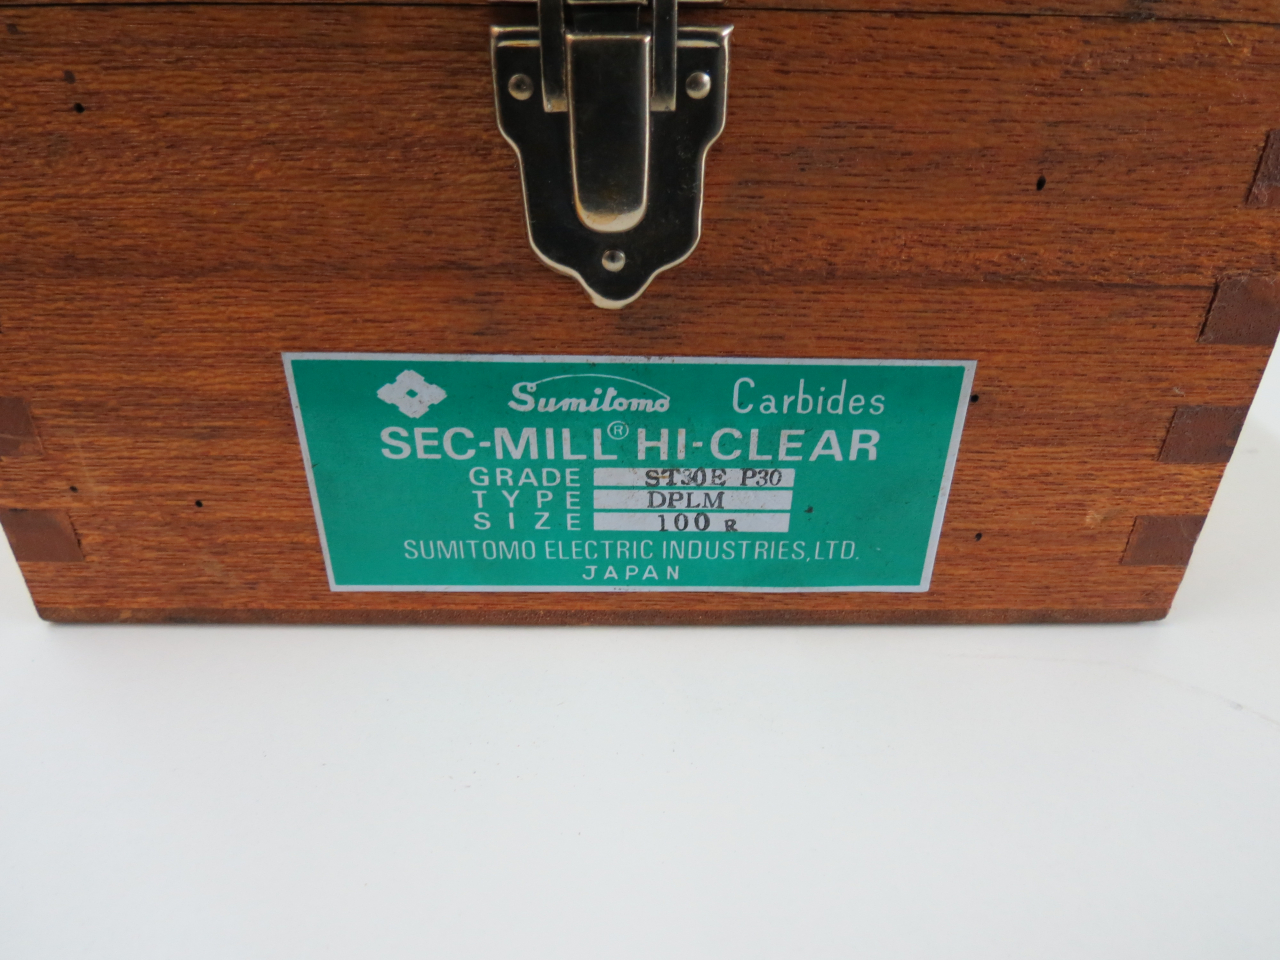 Sumitomo Carbides
SEC-MILL® HI-CLEAR
GRADE ST30E P30
TYPE DPLM
SIZE 100 R
SUMITOMO ELECTRIC INDUSTRIES,LTD.
JAPAN